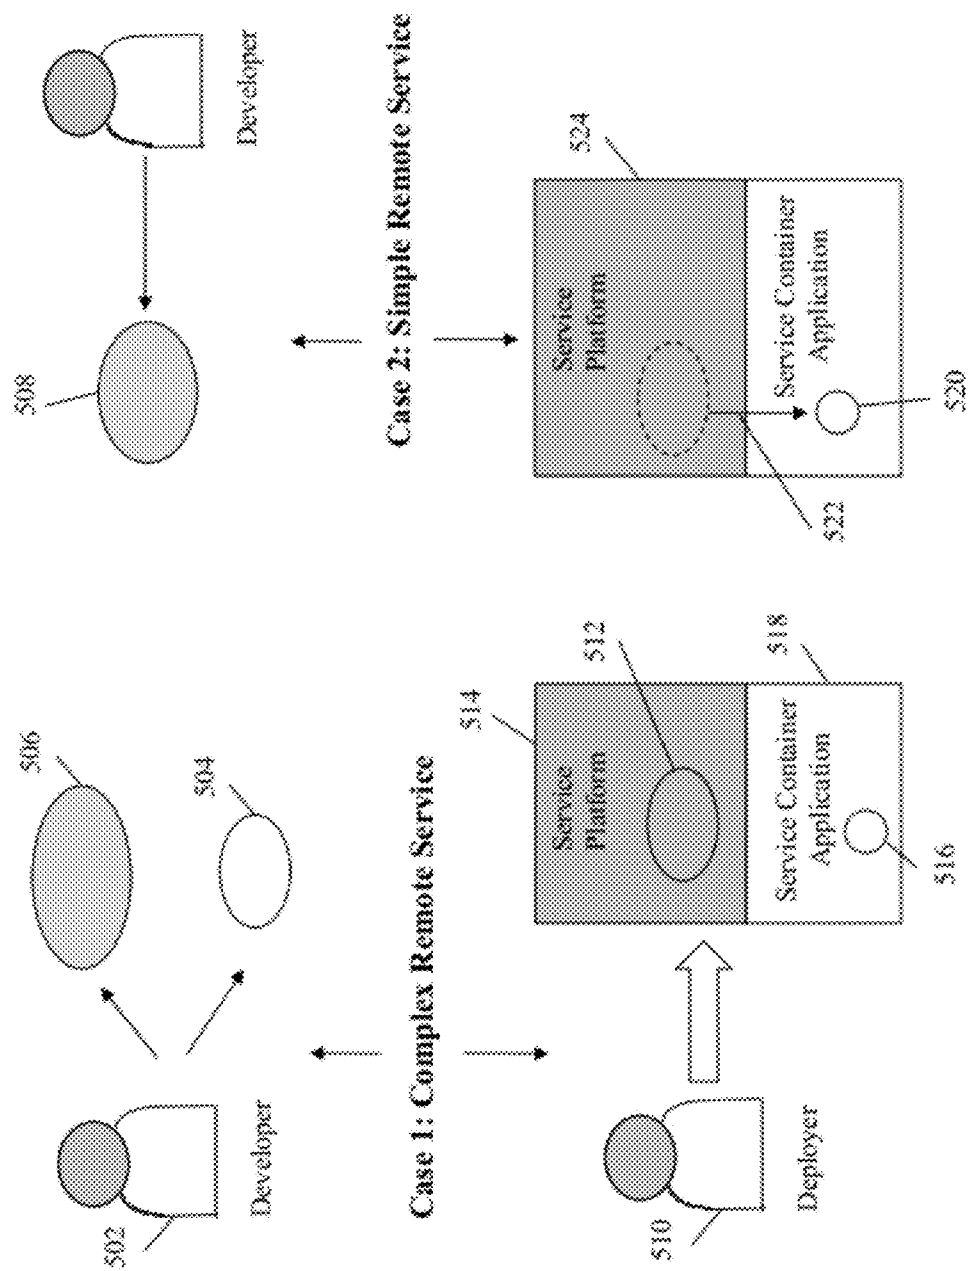 502
Developer
506
504
Case 1: Complex Remote Service
510
Deployer
514
512
Service
Platform
Service Container
Application
516
518
508
Developer
Case 2: Simple Remote Service
524
Service
Platform
Service Container
Application
522
520